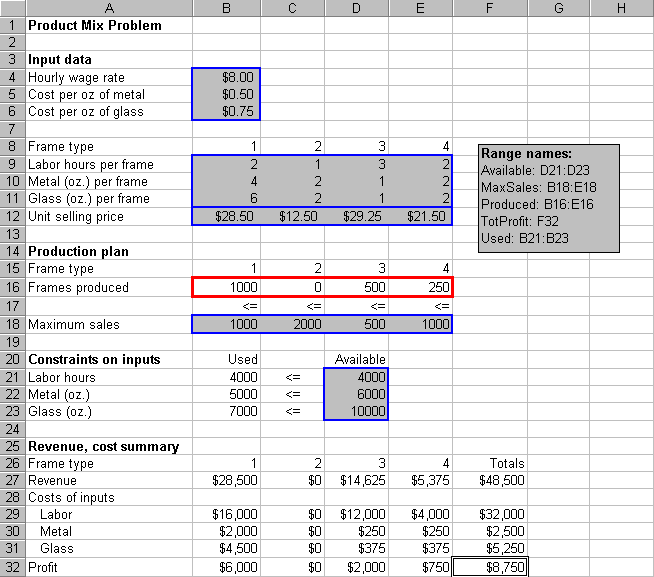 A B C D E F G H
1 Product Mix Problem
2
3 Input data
4 Hourly wage rate $8.00
5 Cost per oz of metal $0.50
6 Cost per oz of glass $0.75
7
8 Frame type 1 2 3 4
9 Labor hours per frame 2 1 3 2
10 Metal (oz.) per frame 4 2 1 2
11 Glass (oz.) per frame 6 2 1 2
12 Unit selling price $28.50 $12.50 $29.25 $21.50
Range names:
Available: D21:D23
MaxSales: B18:E18
Produced: B16:E16
TotProfit: F32
Used: B21:B23
13
14 Production plan
15 Frame type 1 2 3 4
16 Frames produced 1000 0 500 250
17 <= <= <= <=
18 Maximum sales 1000 2000 500 1000
19
20 Constraints on inputs Used Available
21 Labor hours 4000 <= 4000
22 Metal (oz.) 5000 <= 6000
23 Glass (oz.) 7000 <= 10000
24
25 Revenue, cost summary
26 Frame type 1 2 3 4 Totals
27 Revenue $28,500 $0 $14,625 $5,375 $48,500
28 Costs of inputs
29 Labor $16,000 $0 $12,000 $4,000 $32,000
30 Metal $2,000 $0 $250 $250 $2,500
31 Glass $4,500 $0 $375 $375 $5,250
32 Profit $6,000 $0 $2,000 $750 $8,750